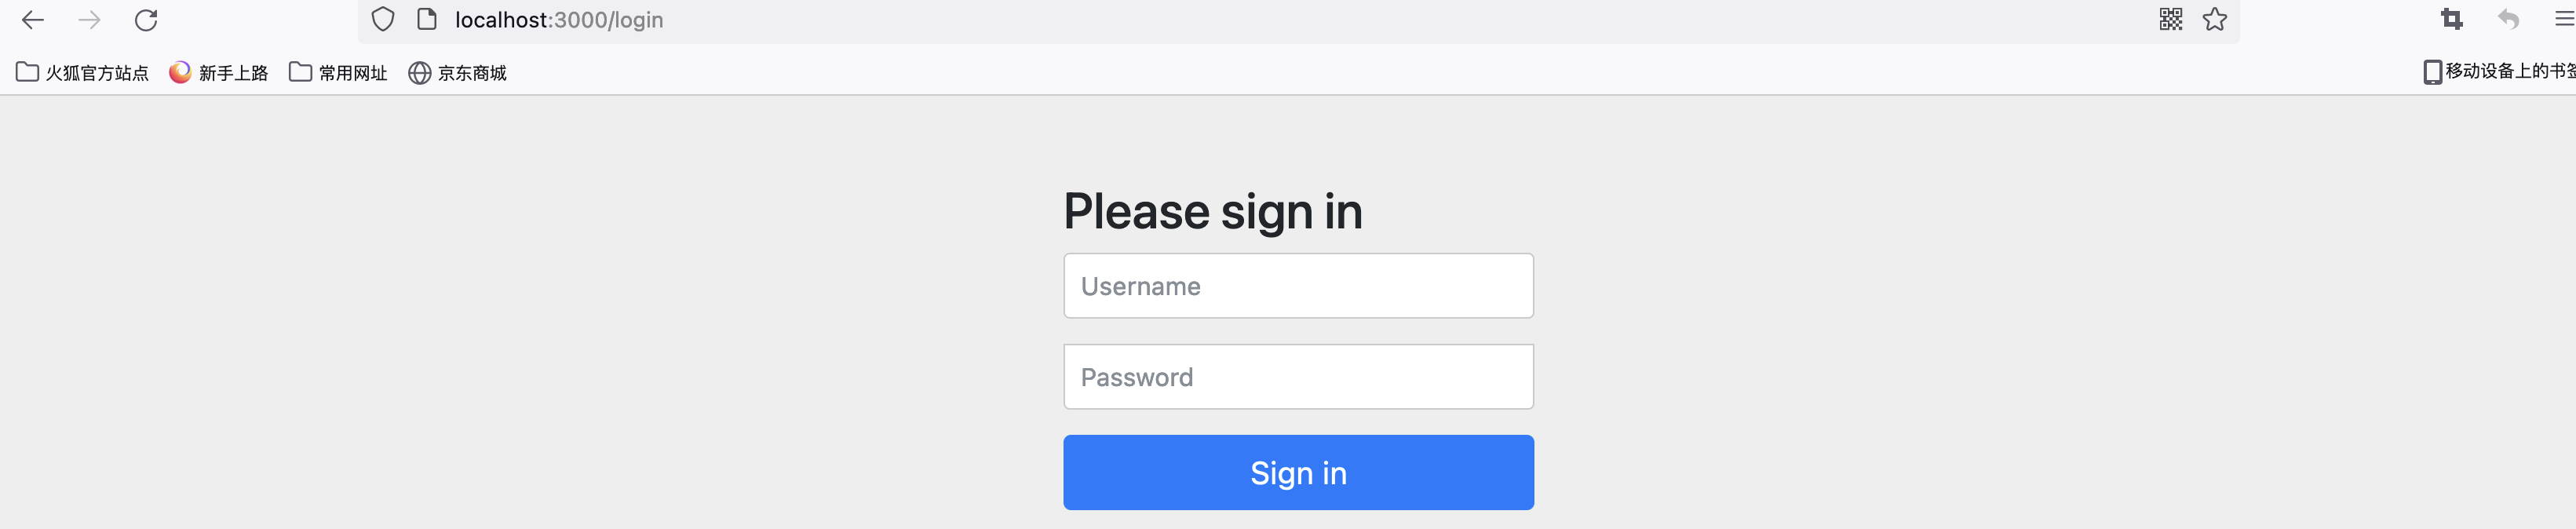 localhost:3000/login
火狐官方站点 新手上路 常用网址 京东商城 移动设备上的书签
Please sign in
Username
Password
Sign in